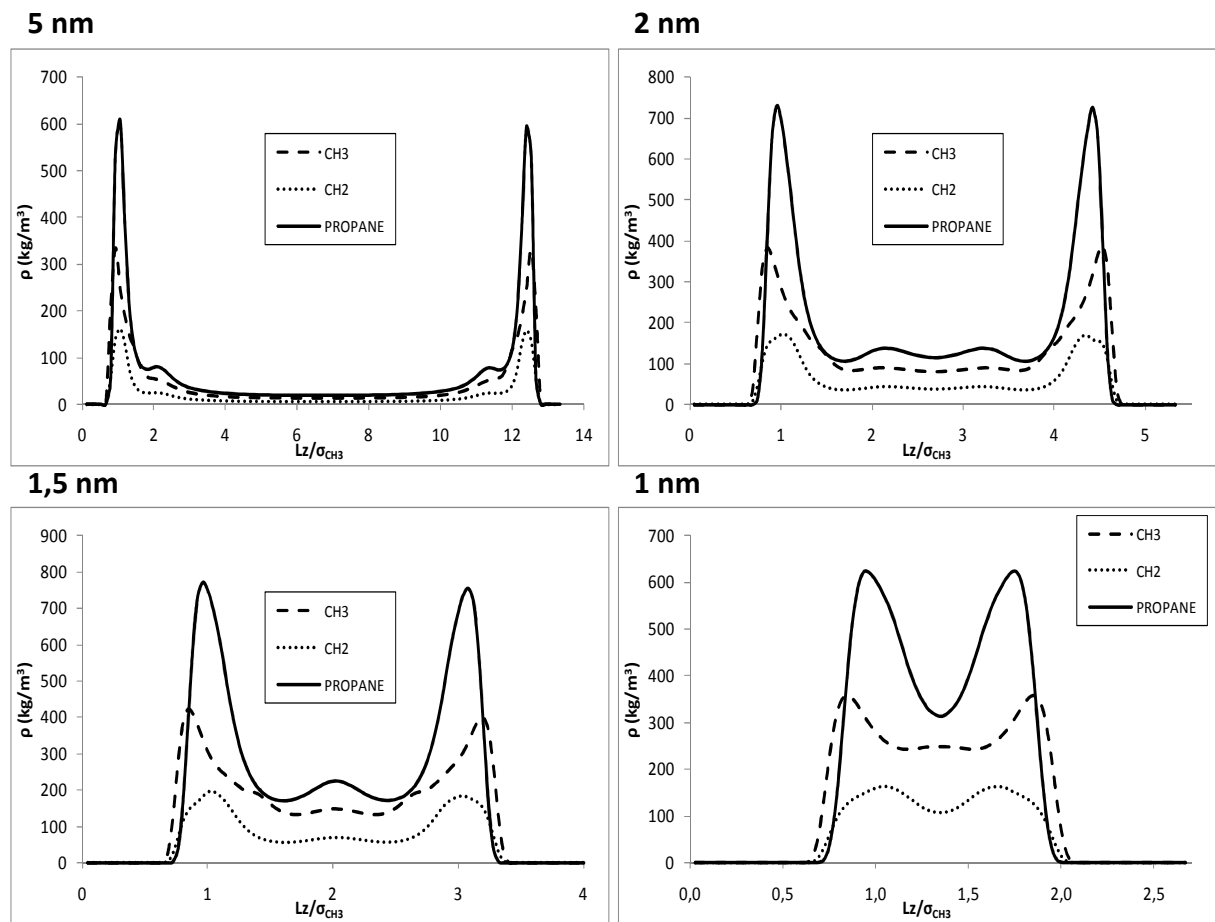 5 nm
700
600
500
400
300
200
100
0
ρ (kg/m³)
0 2 4 6 8 10 12 14
Lz/σCH3
CH3
CH2
PROPANE
2 nm
800
700
600
500
400
300
200
100
0
ρ (kg/m³)
0 1 2 3 4 5
Lz/σCH3
CH3
CH2
PROPANE
1,5 nm
900
800
700
600
500
400
300
200
100
0
ρ (kg/m³)
0 1 2 3 4
Lz/σCH3
CH3
CH2
PROPANE
1 nm
700
600
500
400
300
200
100
0
ρ (kg/m³)
0,0 0,5 1,0 1,5 2,0 2,5
Lz/σCH3
CH3
CH2
PROPANE